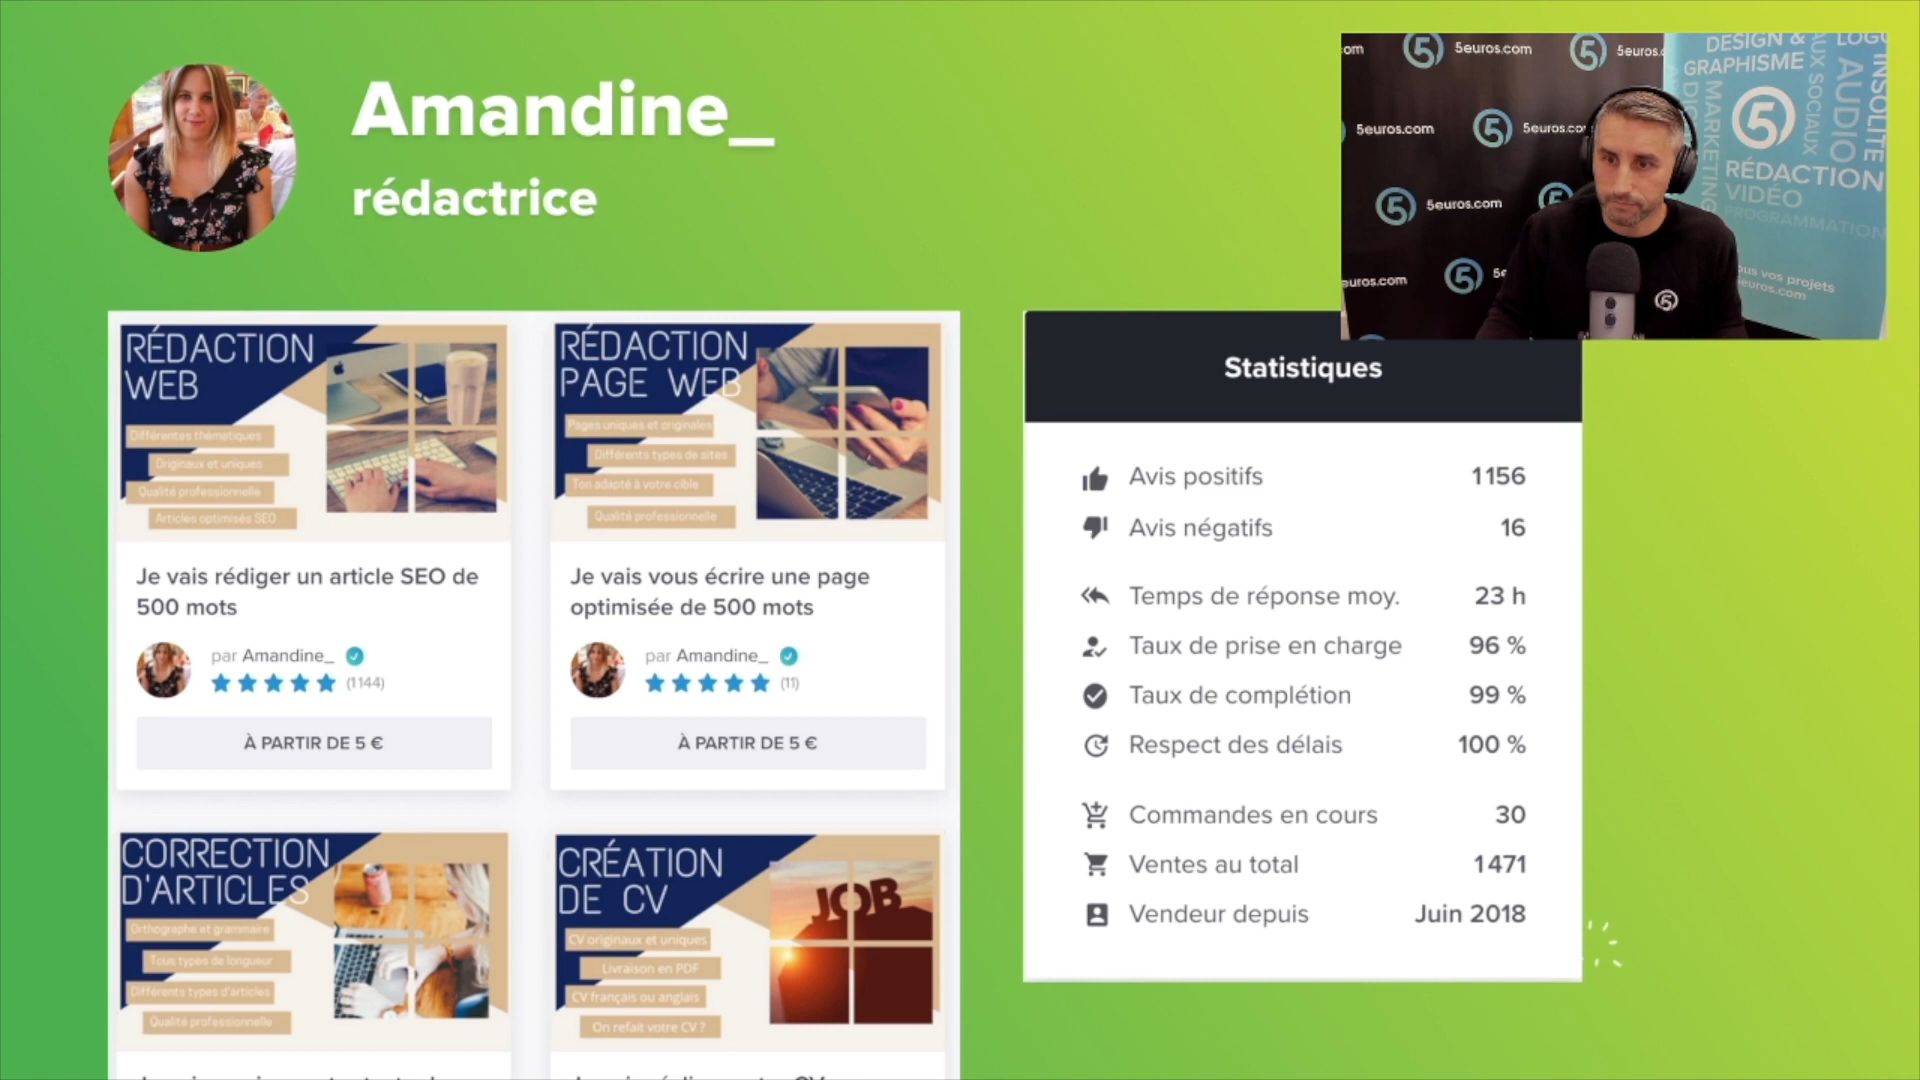 Amandine_
rédactrice
RÉDACTION
WEB
Différentes thématiques
Originaux et uniques
Qualité professionnelle
Articles optimisés SEO
Je vais rédiger un article SEO de
500 mots
par Amandine_
(1144)
À PARTIR DE 5 €
RÉDACTION
PAGE WEB
Pages uniques et originales
Différents types de sites
Ton adapté à votre cible
Qualité professionnelle
Je vais vous écrire une page
optimisée de 500 mots
par Amandine_
(11)
À PARTIR DE 5 €
CORRECTION
D'ARTICLES
Orthographe et grammaire
Tous types de longueur
Différents types d'articles
Qualité professionnelle
CRÉATION
DE CV
CV originaux et uniques
Livraison en PDF
CV français ou anglais
On refait votre CV ?
JOB
Statistiques
Avis positifs 1156
Avis négatifs 16
Temps de réponse moy. 23 h
Taux de prise en charge 96 %
Taux de complétion 99 %
Respect des délais 100 %
Commandes en cours 30
Ventes au total 1471
Vendeur depuis Juin 2018
5euros.com
5euros.com
5euros.com
DESIGN &
GRAPHISME
MARKETING
AUDIO
INSOLITE
5
RÉDACTION
VIDÉO
PROGRAMMATION
vos projets